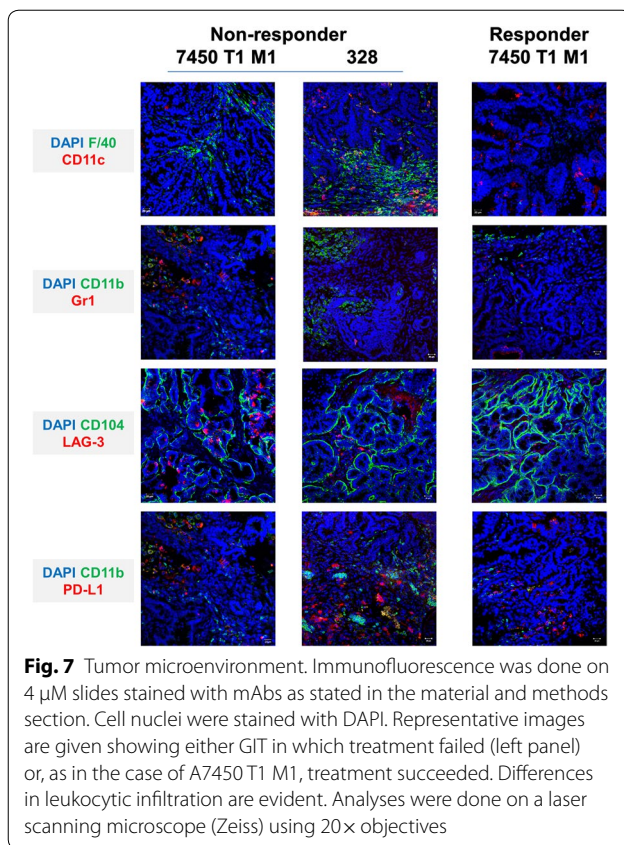 Non-responder
Responder
7450 T1 M1
328
7450 T1 M1
DAPI F/40
CD11c
DAPI CD11b
Gr1
DAPI CD104
LAG-3
DAPI CD11b
PD-L1
Fig. 7 Tumor microenvironment. Immunofluorescence was done on
4 µM slides stained with mAbs as stated in the material and methods
section. Cell nuclei were stained with DAPI. Representative images
are given showing either GIT in which treatment failed (left panel)
or, as in the case of A7450 T1 M1, treatment succeeded. Differences
in leukocytic infiltration are evident. Analyses were done on a laser
scanning microscope (Zeiss) using 20× objectives